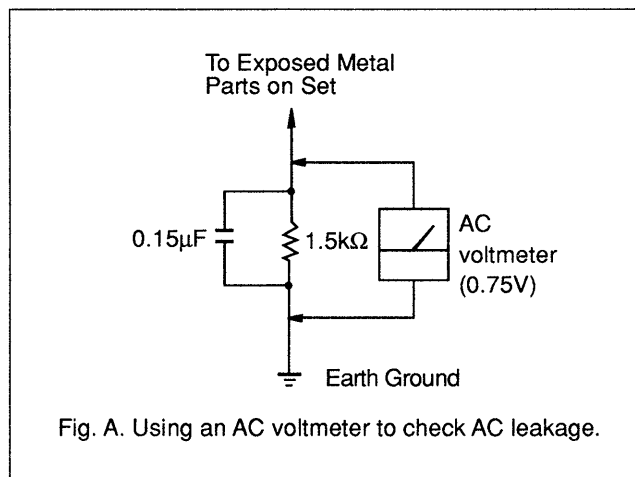 To Exposed Metal
Parts on Set
0.15µF
1.5kΩ
AC
voltmeter
(0.75V)
Earth Ground
Fig. A. Using an AC voltmeter to check AC leakage.